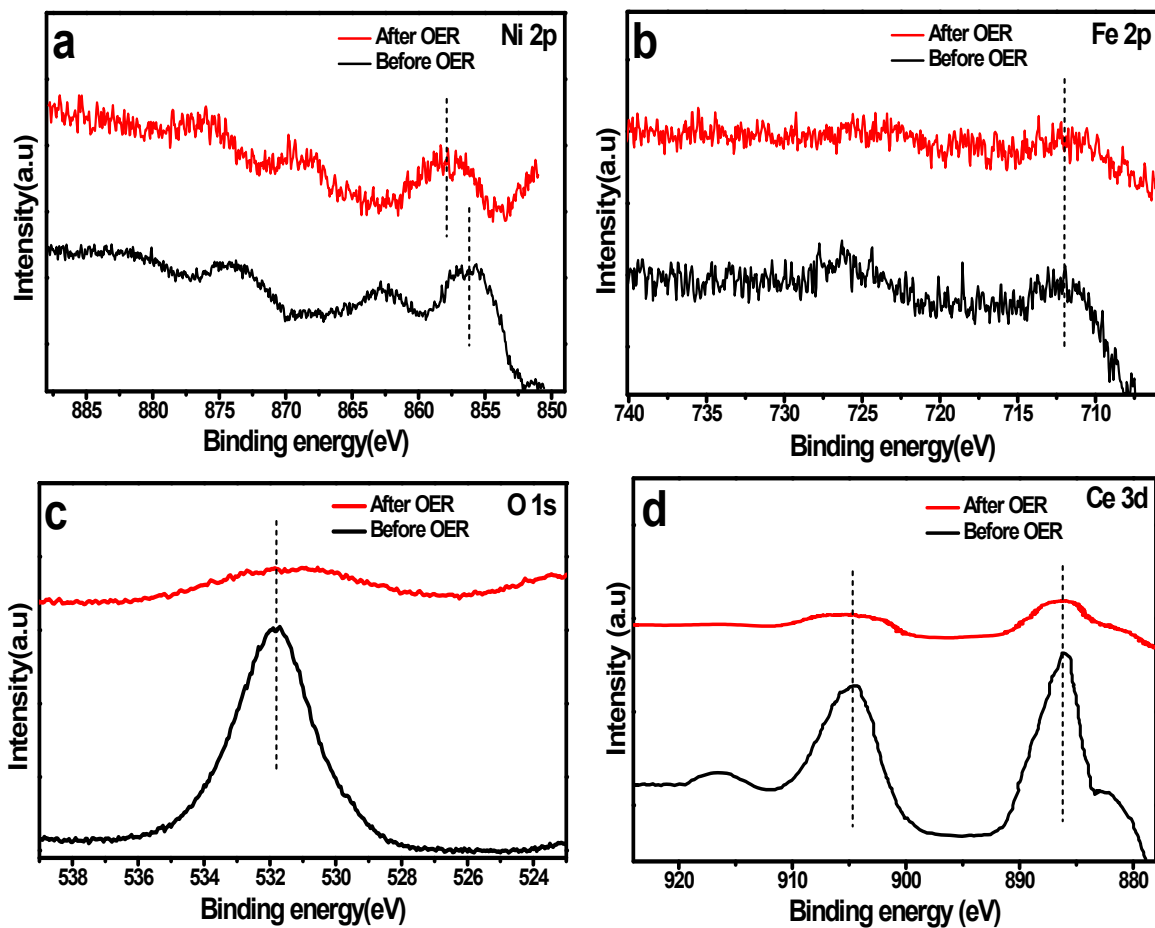 a
After OER
Before OER
Ni 2p
Intensity(a.u)
885 880 875 870 865 860 855 850
Binding energy(eV)
b
After OER
Before OER
Fe 2p
Intensity(a.u)
740 735 730 725 720 715 710
Binding energy(eV)
c
After OER
Before OER
O 1s
Intensity(a.u)
538 536 534 532 530 528 526 524
Binding energy(eV)
d
After OER
Before OER
Ce 3d
Intensity (a.u)
920 910 900 890 880
Binding energy (eV)